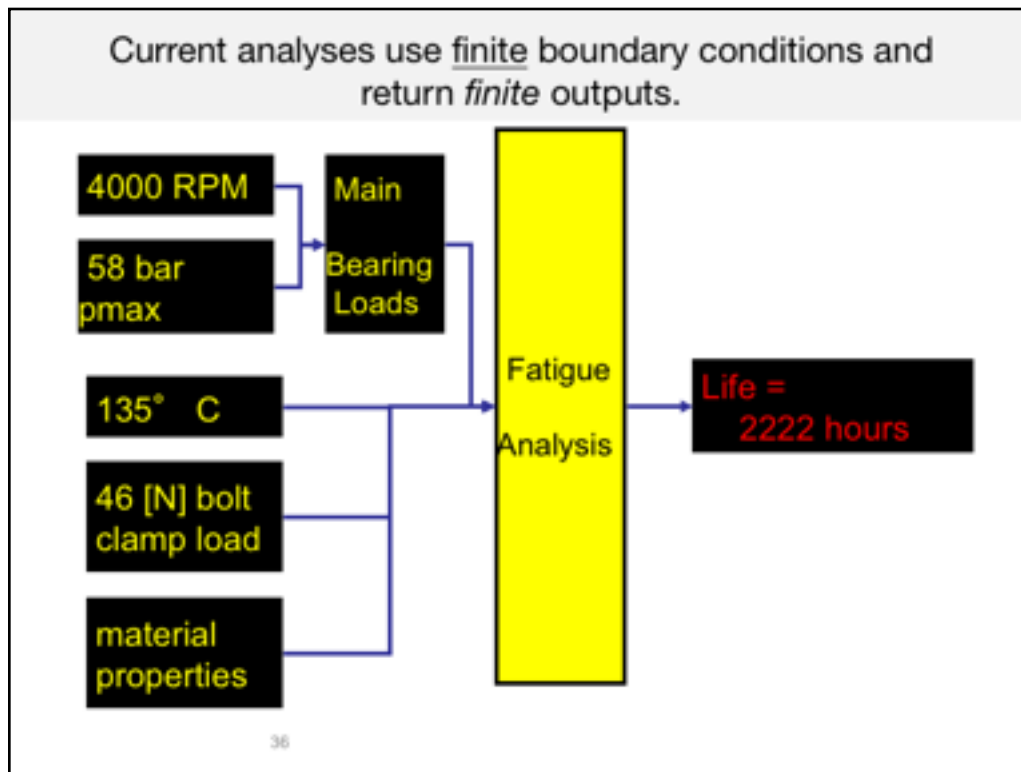 Current analyses use finite boundary conditions and
return finite outputs.
4000 RPM
58 bar
pmax
Main
Bearing
Loads
135° C
46 [N] bolt
clamp load
material
properties
Fatigue
Analysis
Life =
2222 hours
36